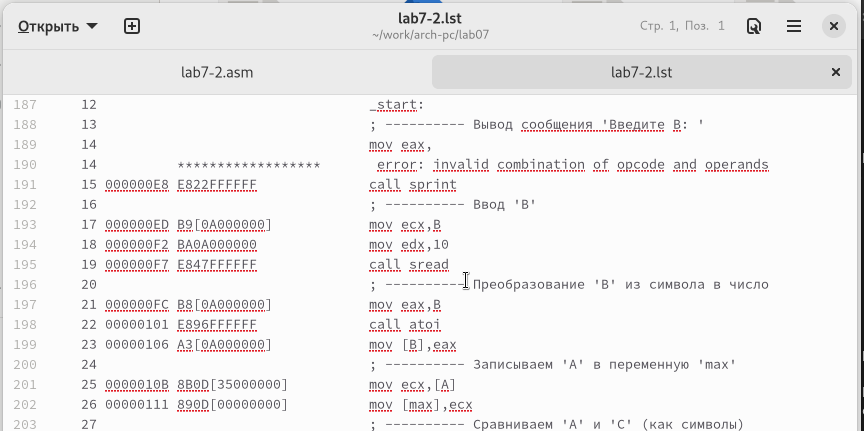 Открыть
lab7-2.lst
~/work/arch-pc/lab07
Стр. 1, Поз. 1
lab7-2.asm
lab7-2.lst
187 12 _start:
188 13 ; ---------- Вывод сообщения 'Введите B: '
189 14 mov eax,
190 14 ****************** error: invalid combination of opcode and operands
191 15 000000E8 E822FFFFFF call sprint
192 16 ; ---------- Ввод 'B'
193 17 000000ED B9[0A000000] mov ecx,B
194 18 000000F2 BA0A000000 mov edx,10
195 19 000000F7 E847FFFFFF call sread
196 20 ; ---------- Преобразование 'B' из символа в число
197 21 000000FC B8[0A000000] mov eax,B
198 22 00000101 E896FFFFFF call atoi
199 23 00000106 A3[0A000000] mov [B],eax
200 24 ; ---------- Записываем 'A' в переменную 'max'
201 25 0000010B 8B0D[35000000] mov ecx,[A]
202 26 00000111 890D[00000000] mov [max],ecx
203 27 ; ---------- Сравниваем 'A' и 'C' (как символы)